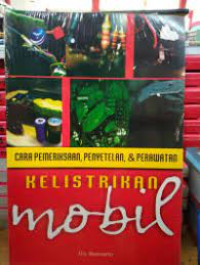 CARA PEMERIKSAAN, PENYETELAN, & PERAWATAN
KELISTRIKAN
mobil